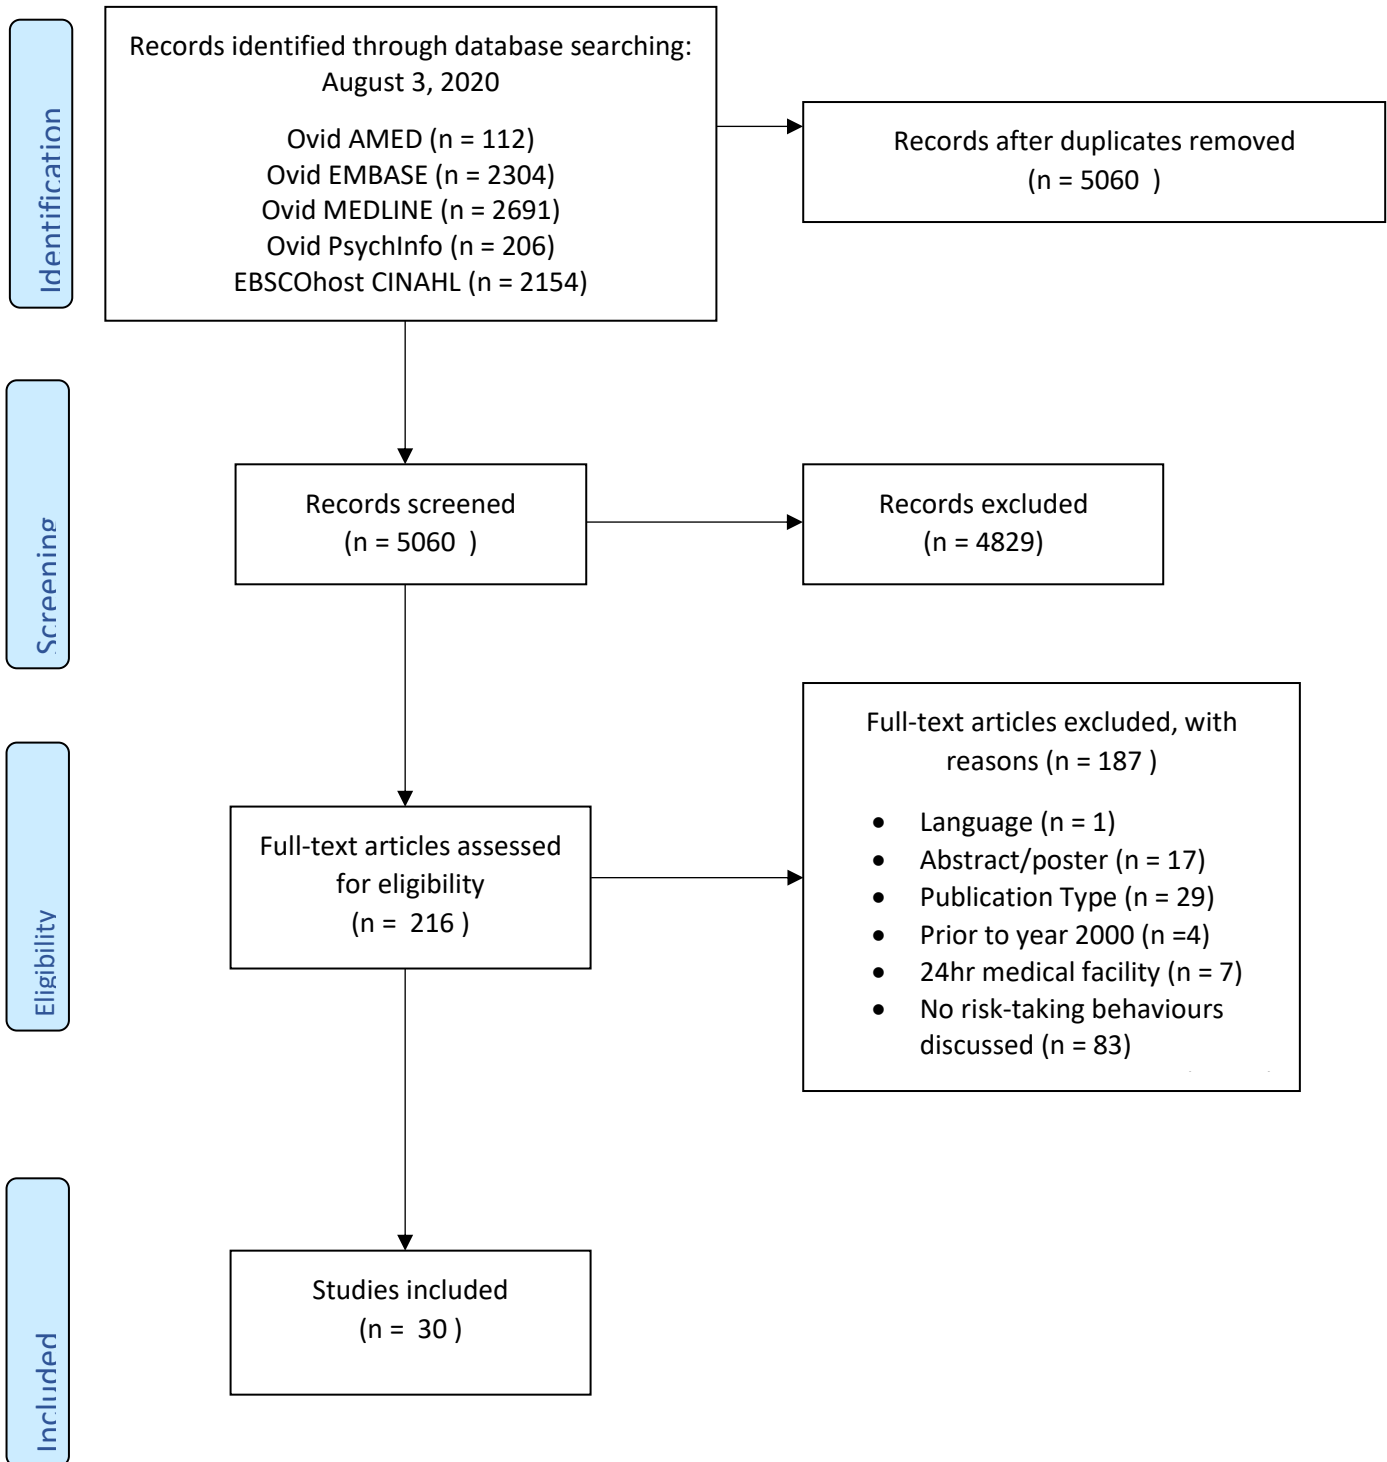 Identification
Records identified through database searching:
August 3, 2020
Ovid AMED (n = 112)
Ovid EMBASE (n = 2304)
Ovid MEDLINE (n = 2691)
Ovid PsychInfo (n = 206)
EBSCOhost CINAHL (n = 2154)
Records after duplicates removed
(n = 5060  )
Screening
Records screened
(n = 5060  )
Records excluded
(n = 4829)
Eligibility
Full-text articles assessed
for eligibility
(n =  216 )
Full-text articles excluded, with
reasons (n = 187 )
• Language (n = 1)
• Abstract/poster (n = 17)
• Publication Type (n = 29)
• Prior to year 2000 (n =4)
• 24hr medical facility (n = 7)
• No risk-taking behaviours
discussed (n = 83)
Included
Studies included
(n =  30 )